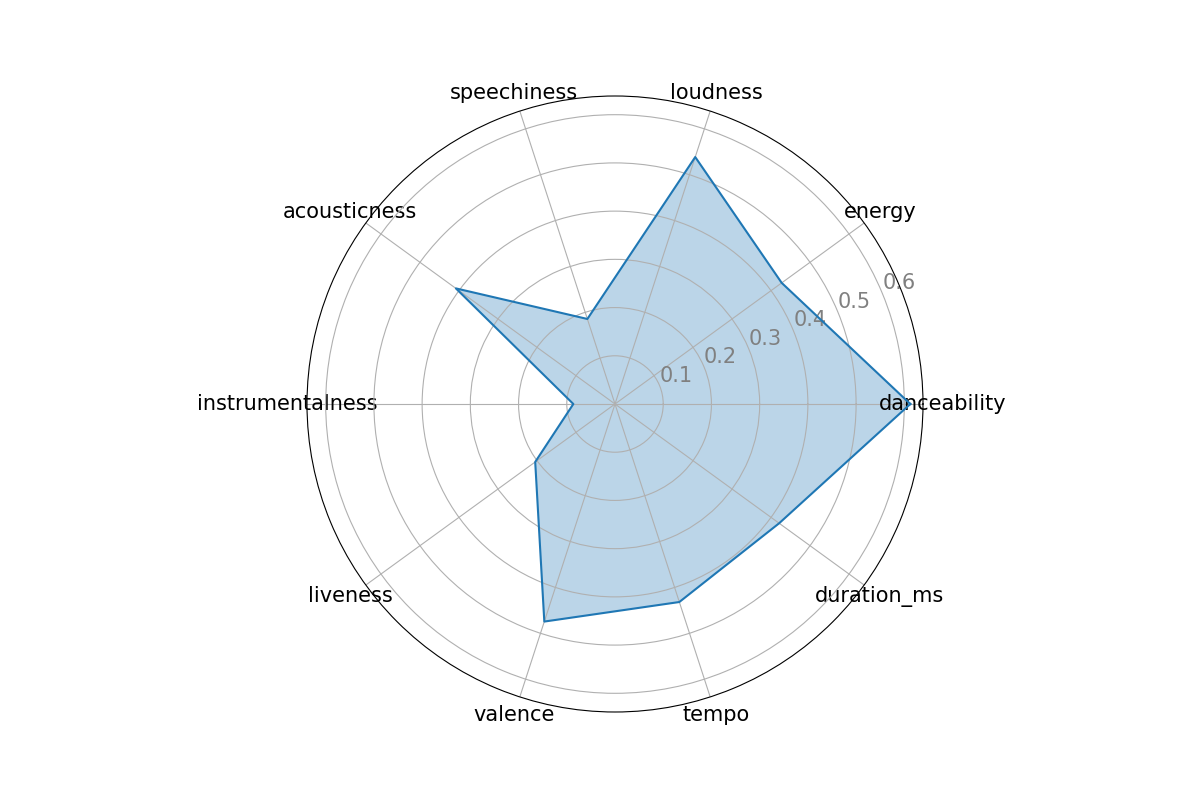 speechiness
loudness
acousticness
energy
0.6
0.5
0.4
0.3
0.2
0.1
instrumentalness
danceability
liveness
duration_ms
valence
tempo